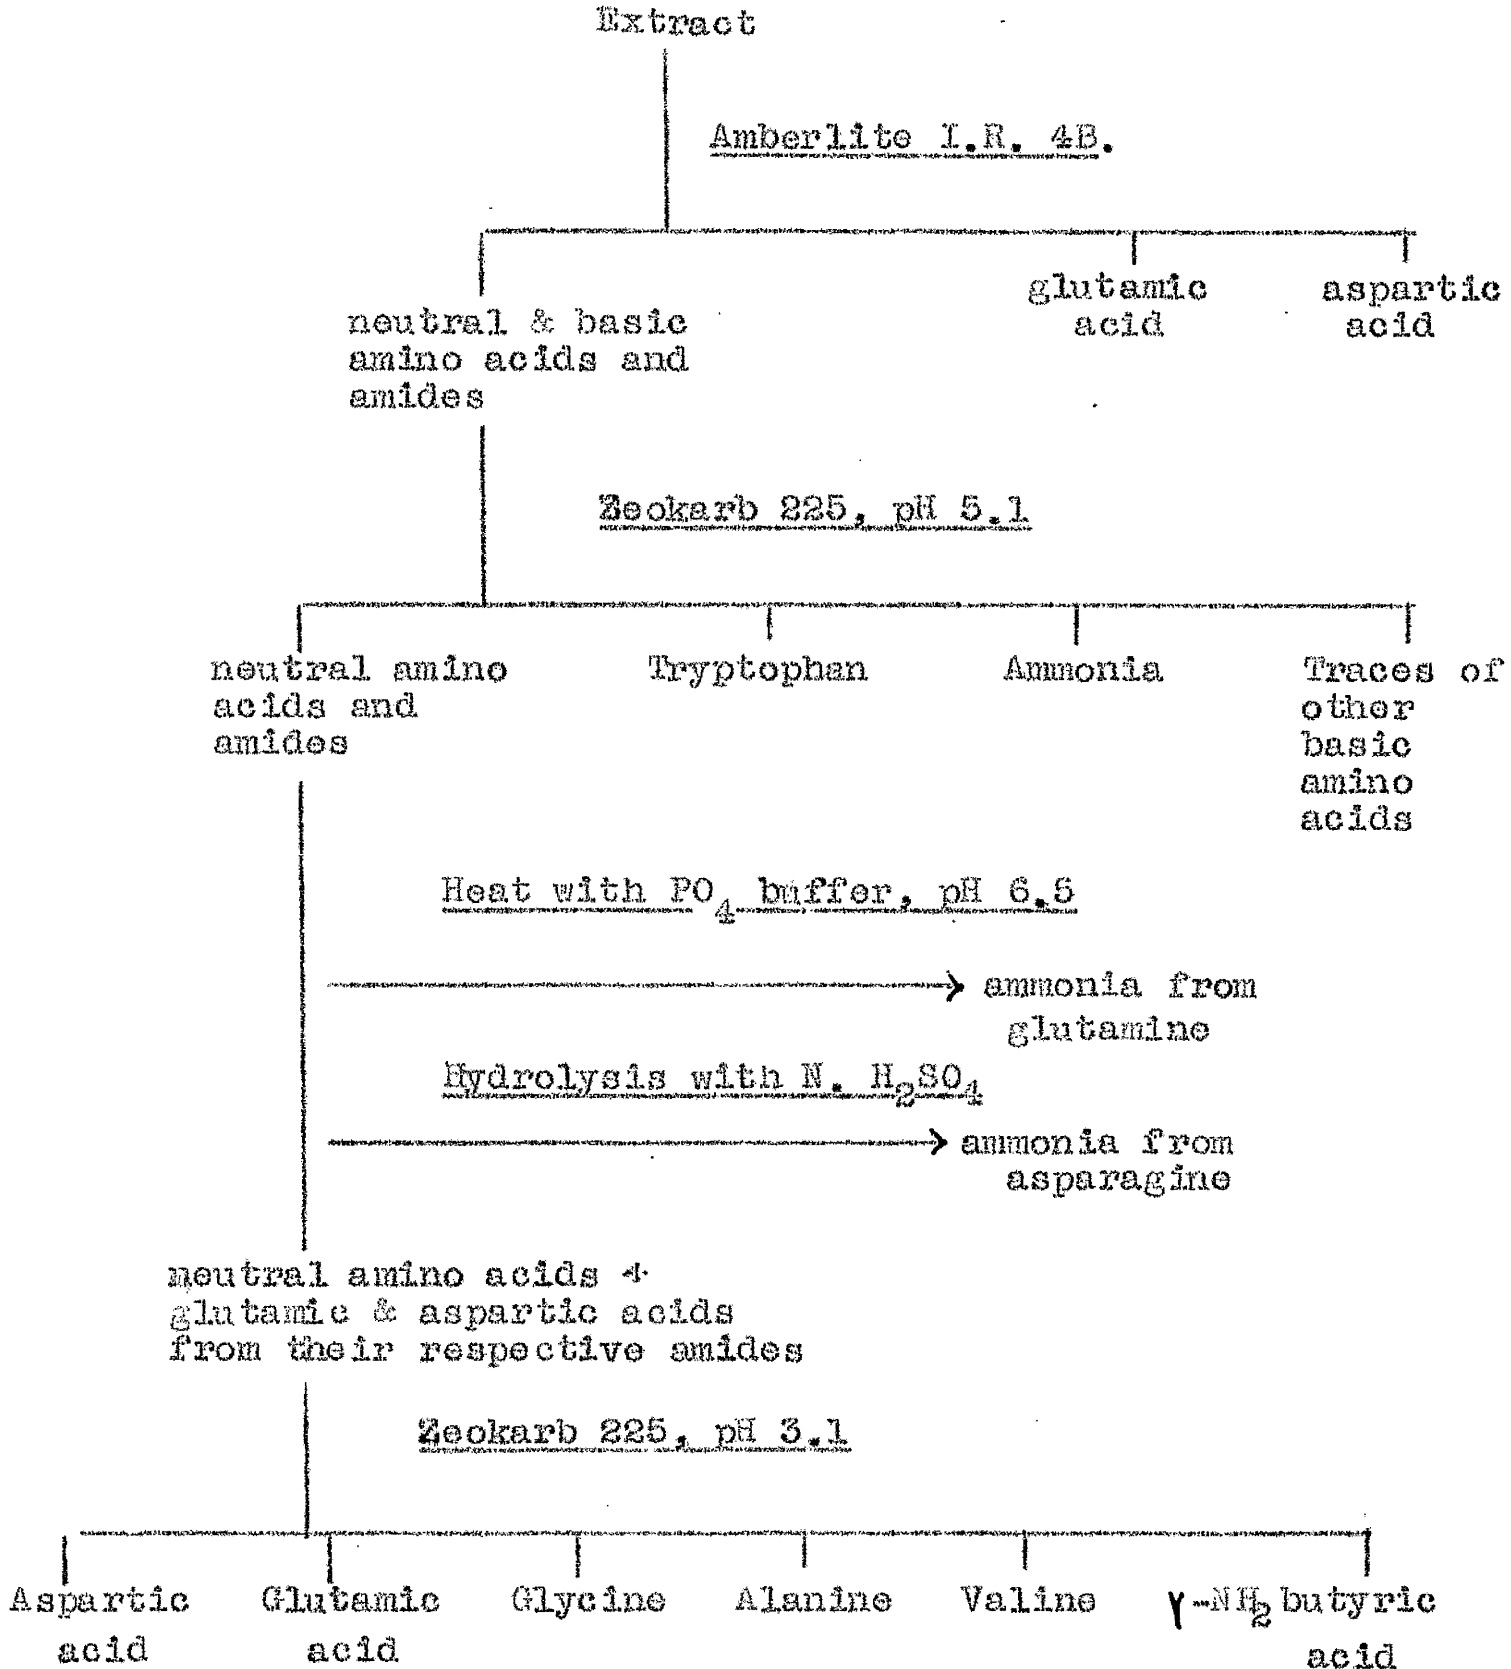 Extract
Amberlite I.R. 4B.
glutamic
acid
aspartic
acid
neutral & basic
amino acids and
amides
Zeokarb 225, pH 5.1
neutral amino
acids and
amides
Tryptophan
Ammonia
Traces of
other
basic
amino
acids
Heat with PO4 buffer, pH 6.5
ammonia from
glutamine
Hydrolysis with N. H2SO4
ammonia from
asparagine
neutral amino acids +
glutamic & aspartic acids
from their respective amides
Zeokarb 225, pH 3.1
Aspartic
acid
Glutamic
acid
Glycine
Alanine
Valine
γ-NH2 butyric
acid